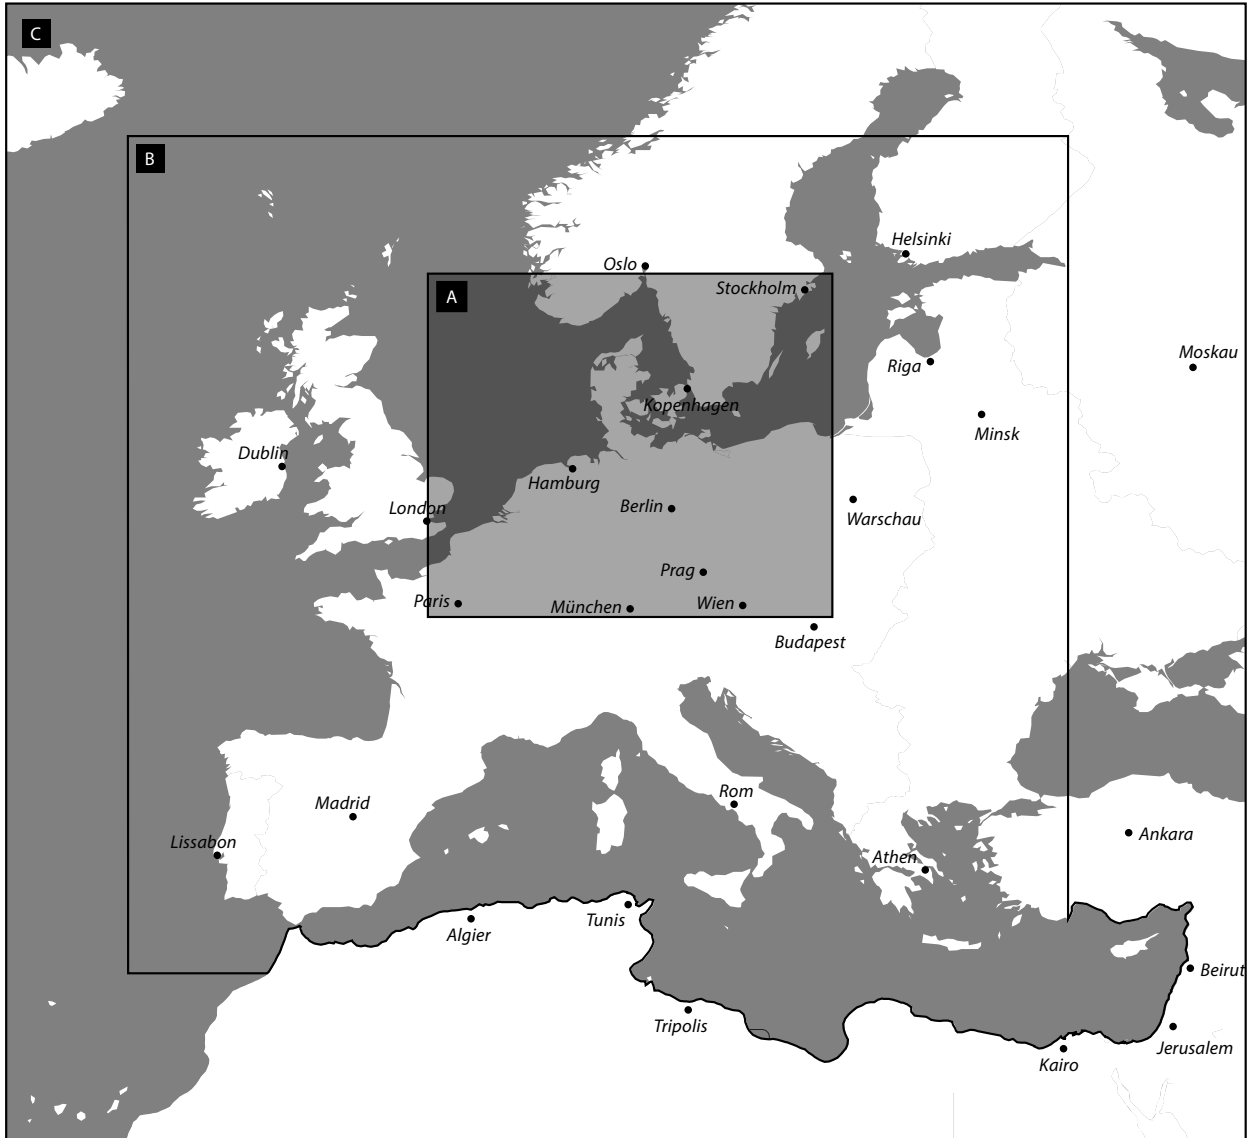 C
B
Helsinki
Oslo
Stockholm
A
Moskau
Riga
Kopenhagen
Minsk
Dublin
Hamburg
London
Berlin
Warschau
Prag
Paris
München
Wien
Budapest
Rom
Madrid
Ankara
Lissabon
Athen
Tunis
Algier
Beirut
Tripolis
Jerusalem
Kairo